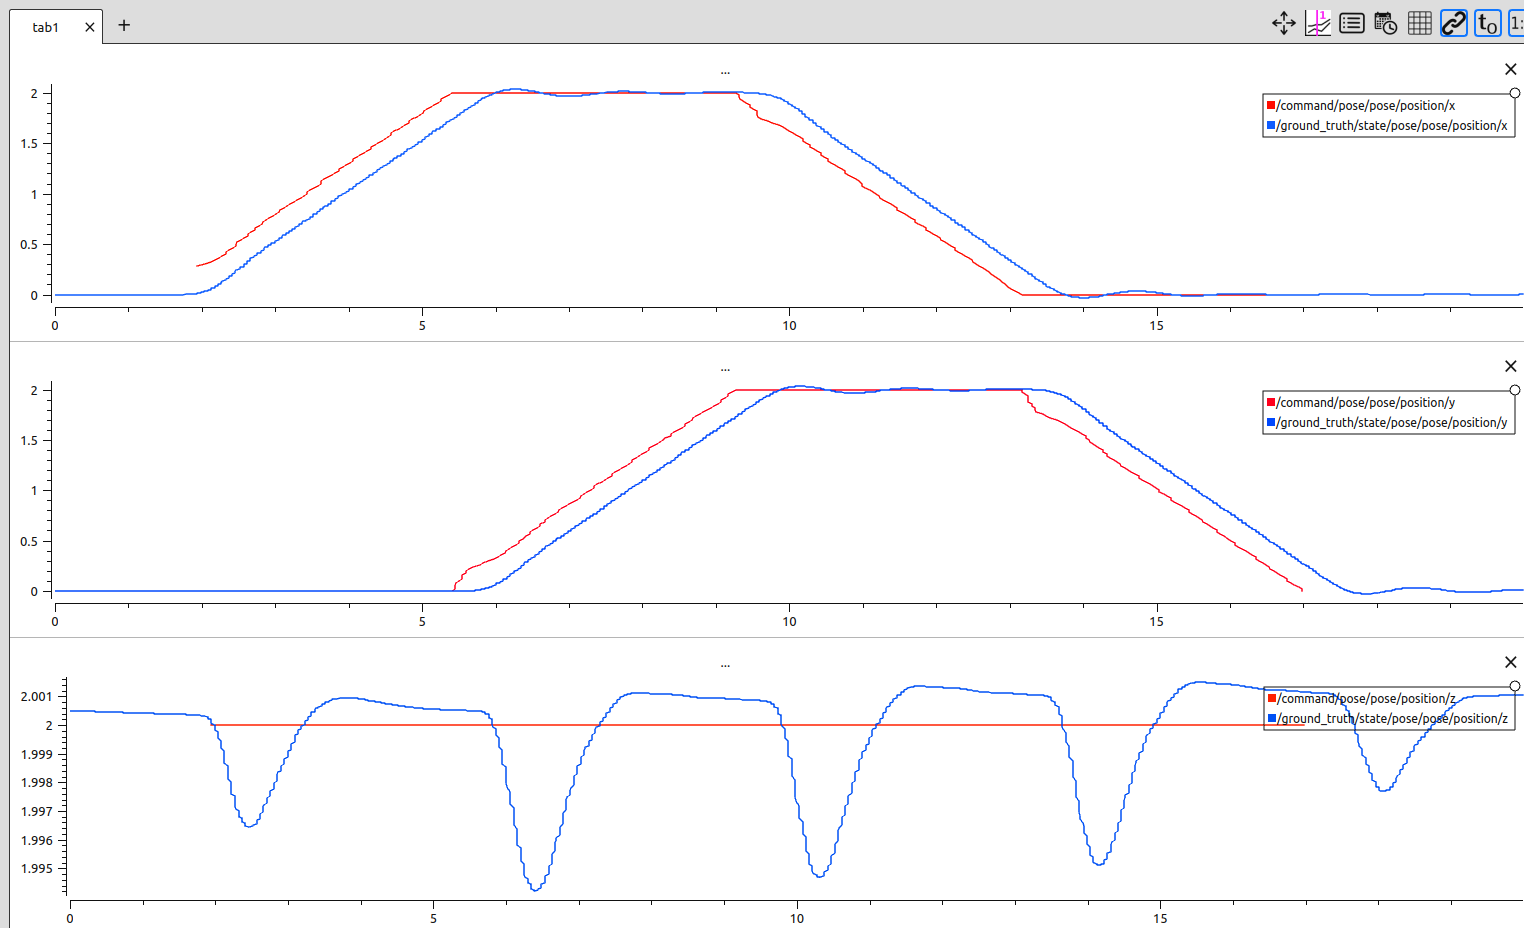 tab1 × +
1 t0 1:
...
/command/pose/pose/position/x
/ground_truth/state/pose/pose/position/x
2
1.5
1
0.5
0
0 5 10 15
...
/command/pose/pose/position/y
/ground_truth/state/pose/pose/position/y
2
1.5
1
0.5
0
0 5 10 15
...
/command/pose/pose/position/z
/ground_truth/state/pose/pose/position/z
2.001
2
1.999
1.998
1.997
1.996
1.995
0 5 10 15